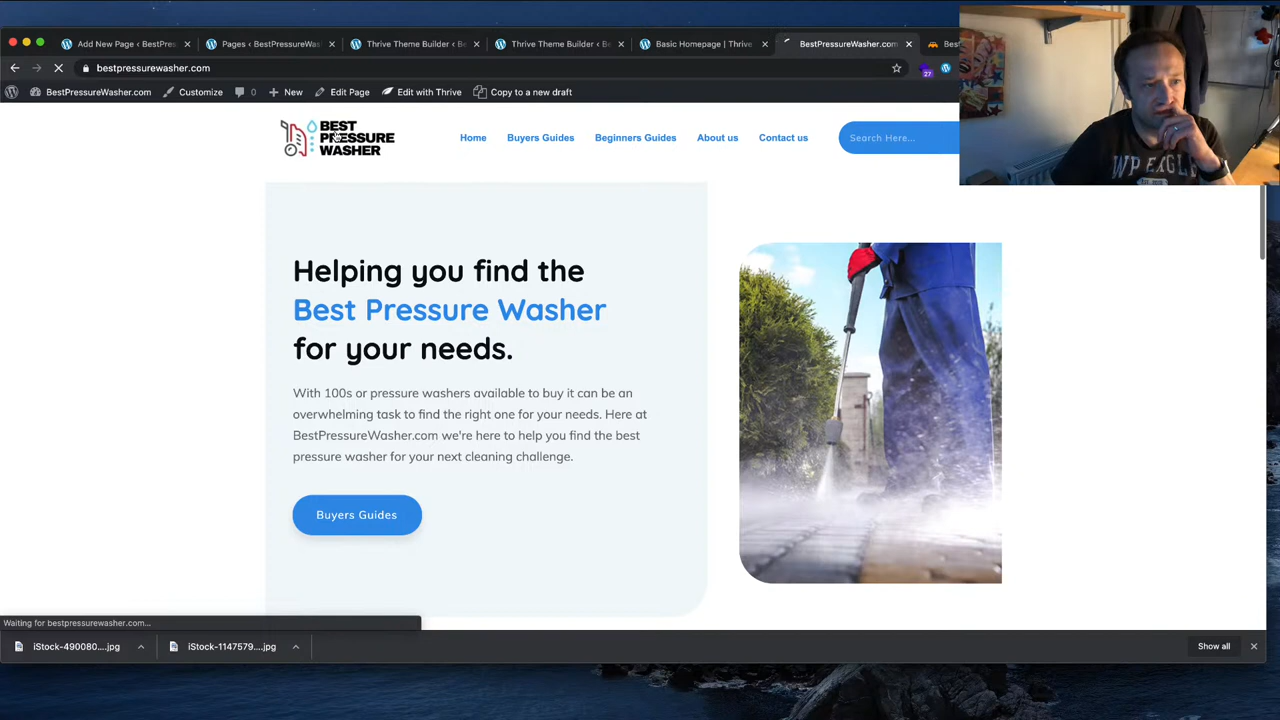 Add New Page ‹ BestPres
Pages ‹ BestPressureWas
Thrive Theme Builder ‹ Be
Thrive Theme Builder ‹ Be
Basic Homepage | Thrive
BestPressureWasher.com
Bes
bestpressurewasher.com
27
BestPressureWasher.com Customize 0 New Edit Page Edit with Thrive Copy to a new draft
BEST
PRESSURE
WASHER
Home Buyers Guides Beginners Guides About us Contact us
Search Here...
WP EAGLE
Helping you find the
Best Pressure Washer
for your needs.
With 100s or pressure washers available to buy it can be an
overwhelming task to find the right one for your needs. Here at
BestPressureWasher.com we're here to help you find the best
pressure washer for your next cleaning challenge.
Buyers Guides
Waiting for bestpressurewasher.com...
iStock-490080....jpg
iStock-1147579....jpg
Show all